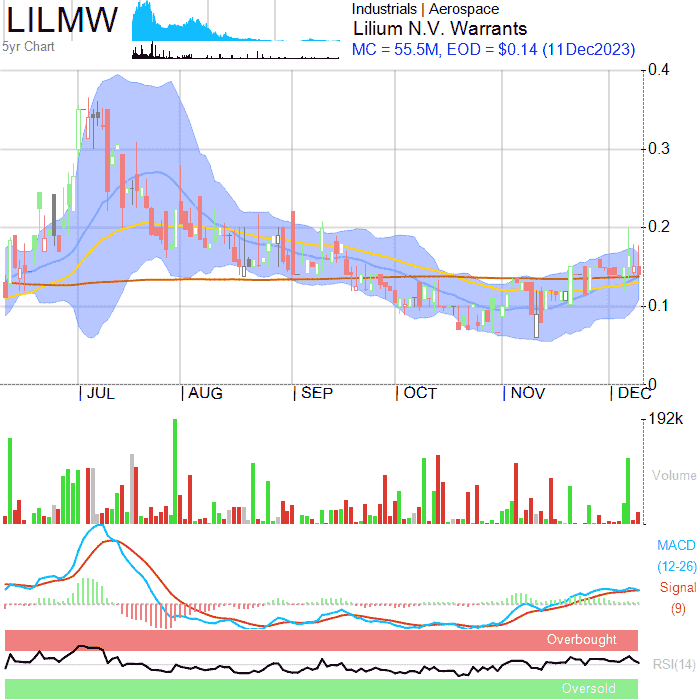 LILMW
5yr Chart
Industrials | Aerospace
Lilium N.V. Warrants
MC = 55.5M, EOD = $0.14 (11Dec2023)
0.4
0.3
0.2
0.1
0
JUL AUG SEP OCT NOV DEC
192k
Volume
MACD
(12-26)
Signal
(9)
Overbought
RSI(14)
Oversold